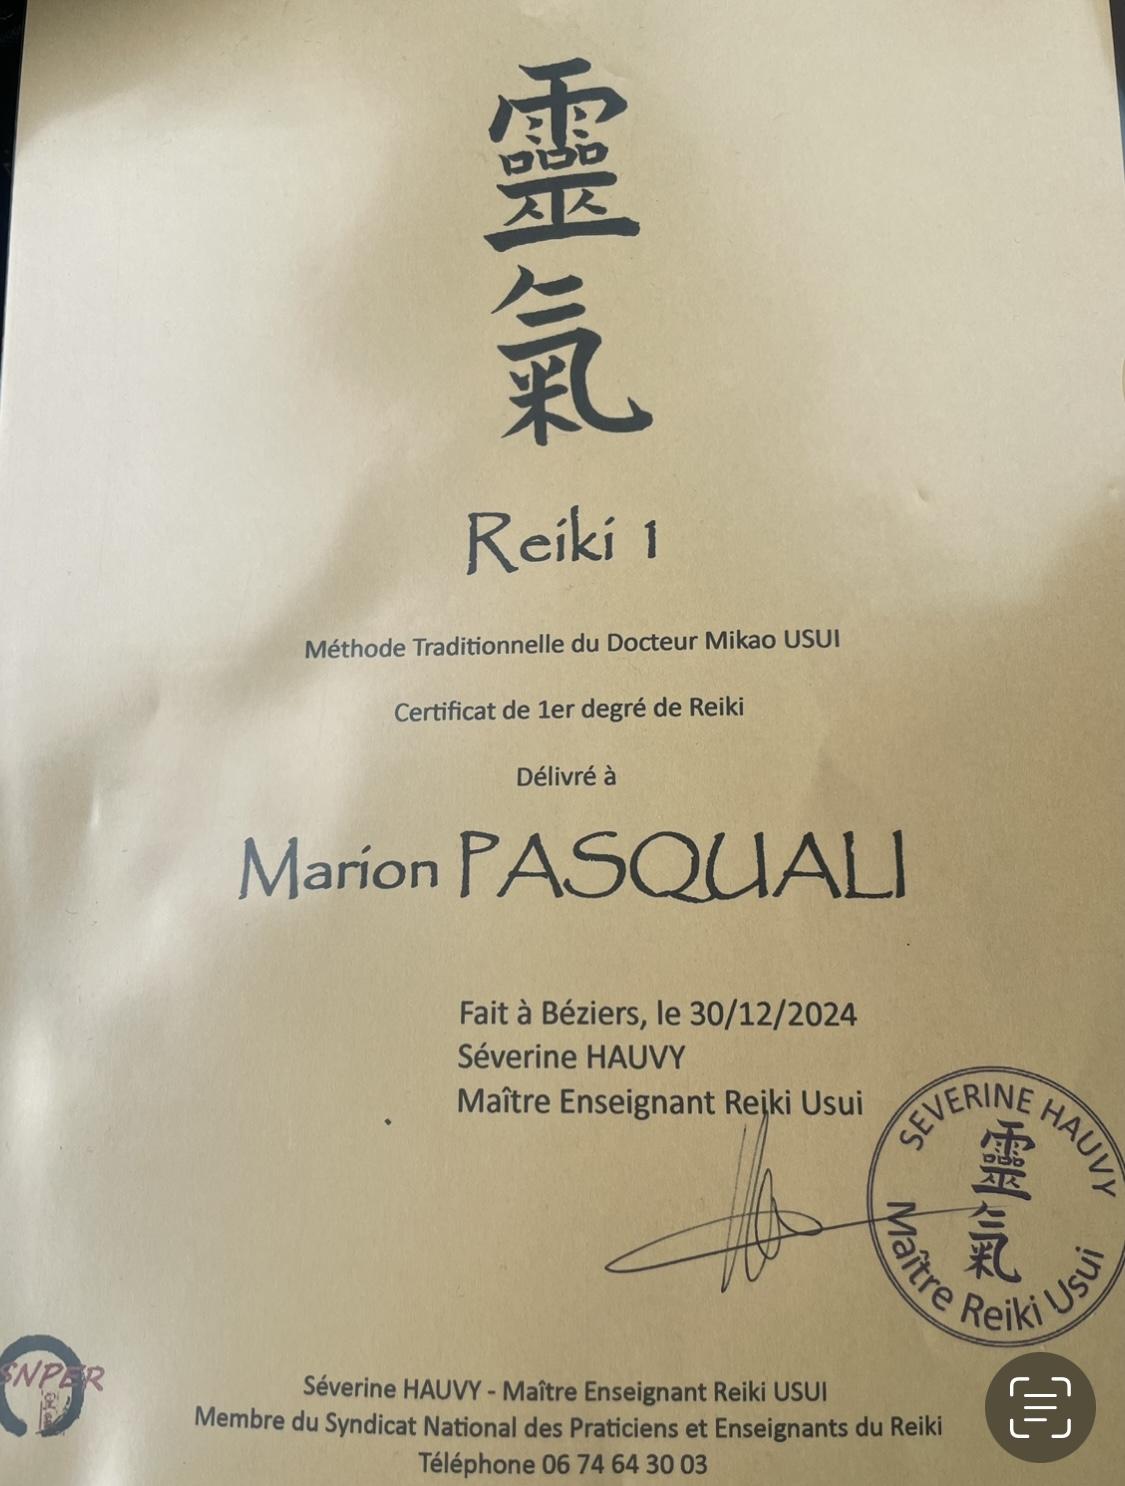 靈
氣
Reiki 1
Méthode Traditionnelle du Docteur Mikao USUI
Certificat de 1er degré de Reiki
Délivré à
Marion PASQUALI
Fait à Béziers, le 30/12/2024
Séverine HAUVY
Maître Enseignant Reiki Usui
SEVERINE HAUVY
靈
氣
Maître Reiki Usui
SNPER
Séverine HAUVY - Maître Enseignant Reiki USUI
Membre du Syndicat National des Praticiens et Enseignants du Reiki
Téléphone 06 74 64 30 03